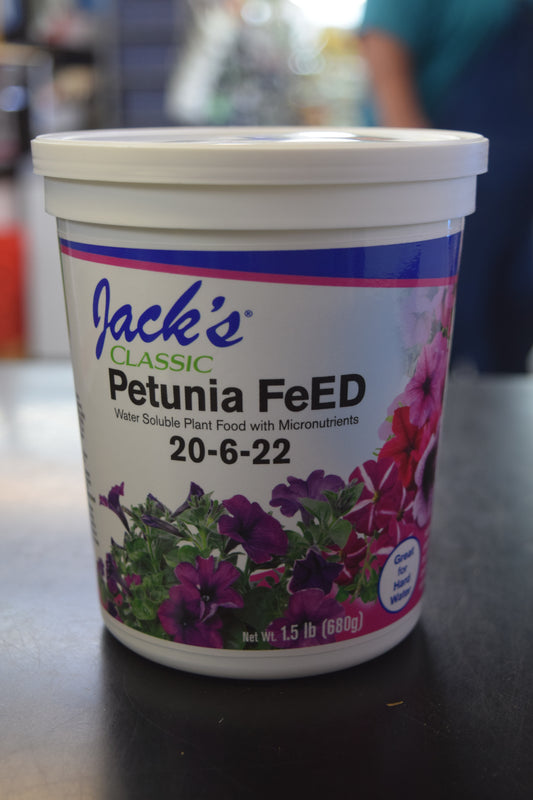 Jack's®
CLASSIC
Petunia FeED
Water Soluble Plant Food with Micronutrients
20-6-22
Great
for
Hard
Water
Net Wt. 1.5 lb (680g)